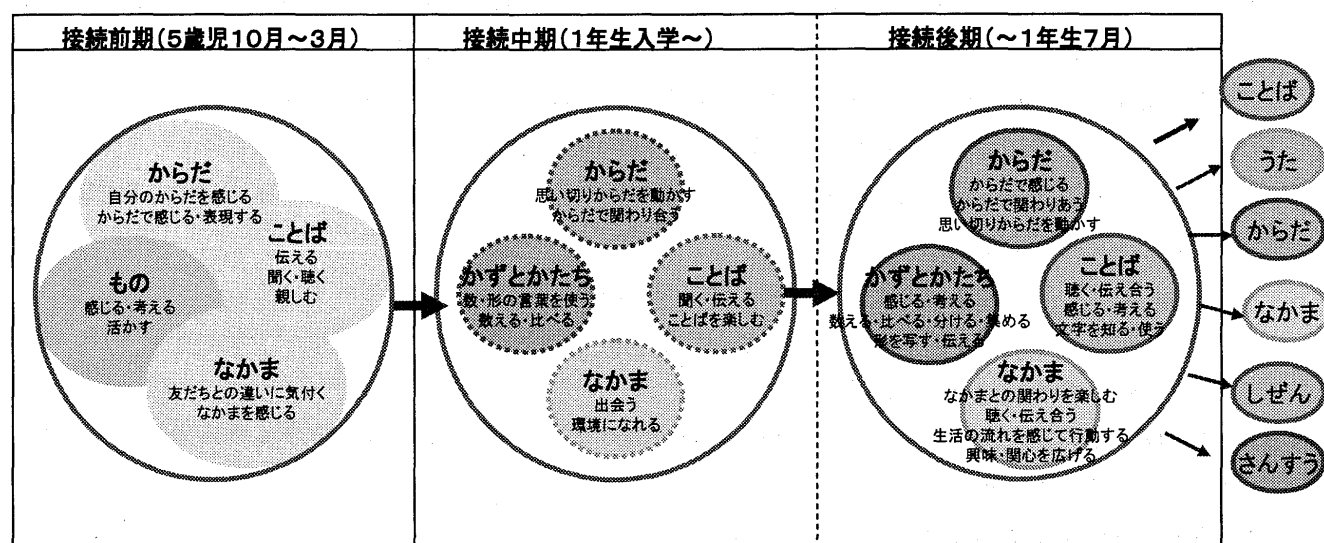 接続前期(5歳児10月～3月)
からだ
自分のからだを感じる
からだで感じる・表現する
ことば
伝える
聞く・聴く
親しむ
もの
感じる・考える
活かす
なかま
友だちとの違いに気付く
なかまを感じる
接続中期(1年生入学～)
からだ
思い切りからだを動かす
からだで関わり合う
かずとかたち
数・形の言葉を使う
数える・比べる
ことば
聞く・伝える
ことばを楽しむ
なかま
出会う
環境になれる
接続後期(～1年生7月)
からだ
からだで感じる
からだで関わりあう
思い切りからだを動かす
かずとかたち
感じる・考える
数える・比べる・分ける・集める
形を写す・伝える
ことば
聴く・伝え合う
感じる・考える
文字を知る・使う
なかま
なかまとの関わりを楽しむ
聴く・伝え合う
生活の流れを感じて行動する
興味・関心を広げる
ことば
うた
からだ
なかま
しぜん
さんすう